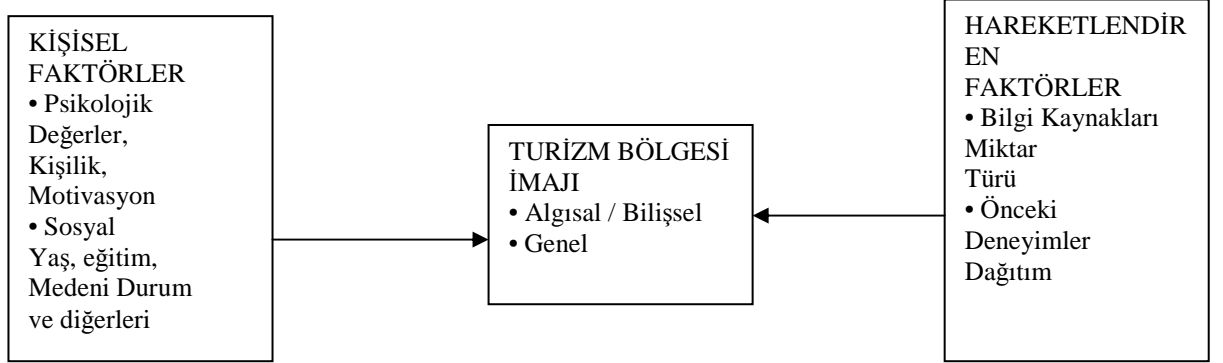 KİŞİSEL
FAKTÖRLER
• Psikolojik
Değerler,
Kişilik,
Motivasyon
• Sosyal
Yaş, eğitim,
Medeni Durum
ve diğerleri
TURİZM BÖLGESİ
İMAJI
• Algısal / Bilişsel
• Genel
HAREKETLENDİR
EN
FAKTÖRLER
• Bilgi Kaynakları
Miktar
Türü
• Önceki
Deneyimler
Dağıtım